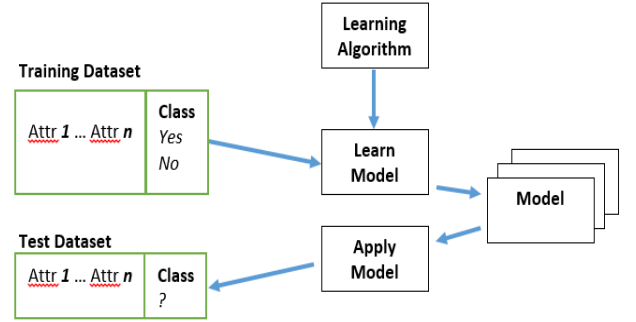 Learning
Algorithm
Training Dataset
Attr 1 ... Attr n
Class
Yes
No
Learn
Model
Model
Test Dataset
Attr 1 ... Attr n
Class
?
Apply
Model